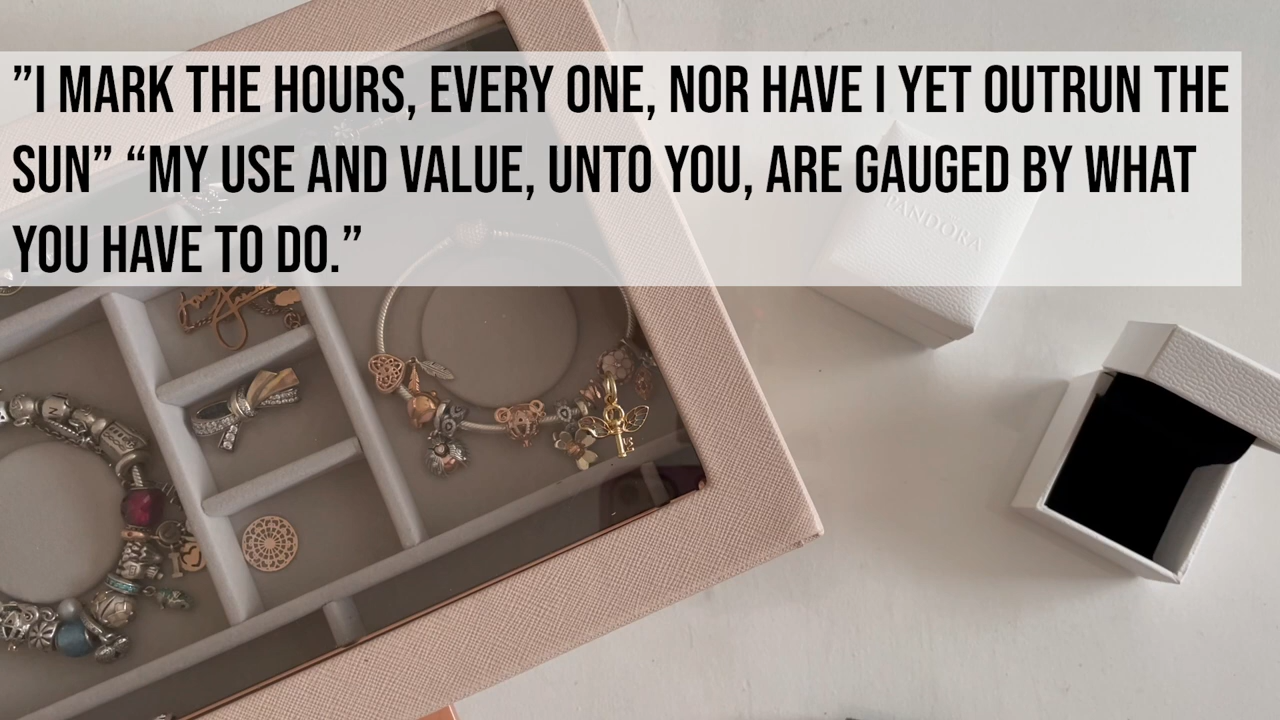 ”I MARK THE HOURS, EVERY ONE, NOR HAVE I YET OUTRUN THE
SUN” “MY USE AND VALUE, UNTO YOU, ARE GAUGED BY WHAT
YOU HAVE TO DO.”
PANDORA